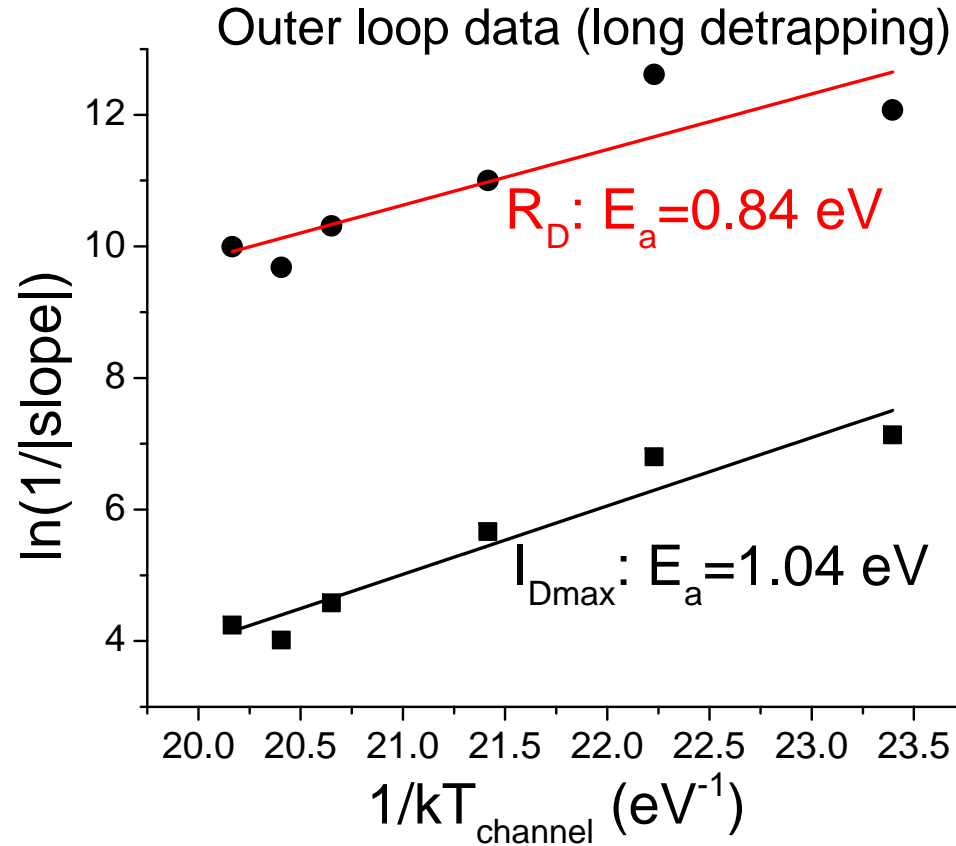 Outer loop data (long detrapping)
12
10
8
6
4
ln(1/|slope|)
R_D: E_a=0.84 eV
I_Dmax: E_a=1.04 eV
20.0 20.5 21.0 21.5 22.0 22.5 23.0 23.5
1/kT_channel (eV^-1)